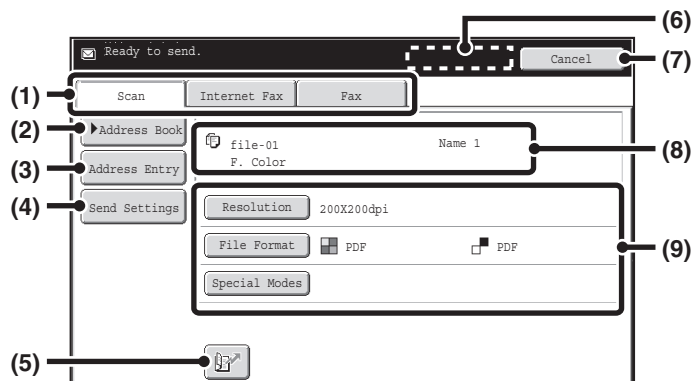 (6)
Ready to send.
Cancel
(7)
(1)
Scan Internet Fax Fax
(2)
Address Book
file-01 Name 1
(8)
F. Color
(3)
Address Entry
(4)
Send Settings
Resolution 200X200dpi
File Format PDF PDF
(9)
Special Modes
(5)